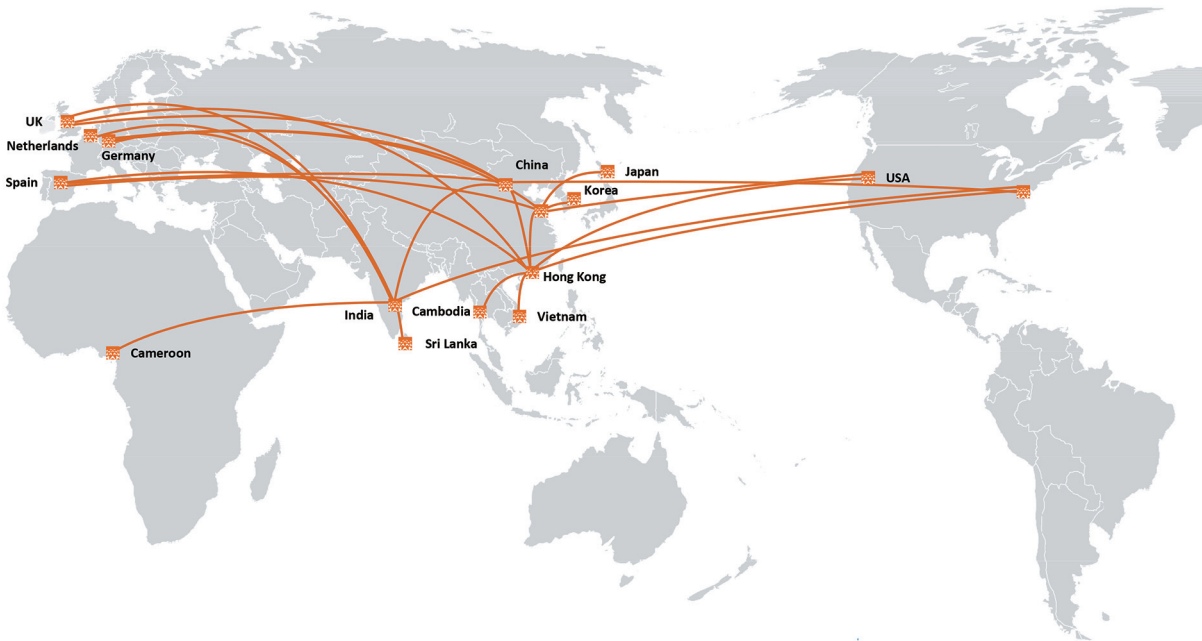 UK
Netherlands
Germany
Spain
China
Japan
Korea
USA
Hong Kong
India
Cambodia
Vietnam
Sri Lanka
Cameroon